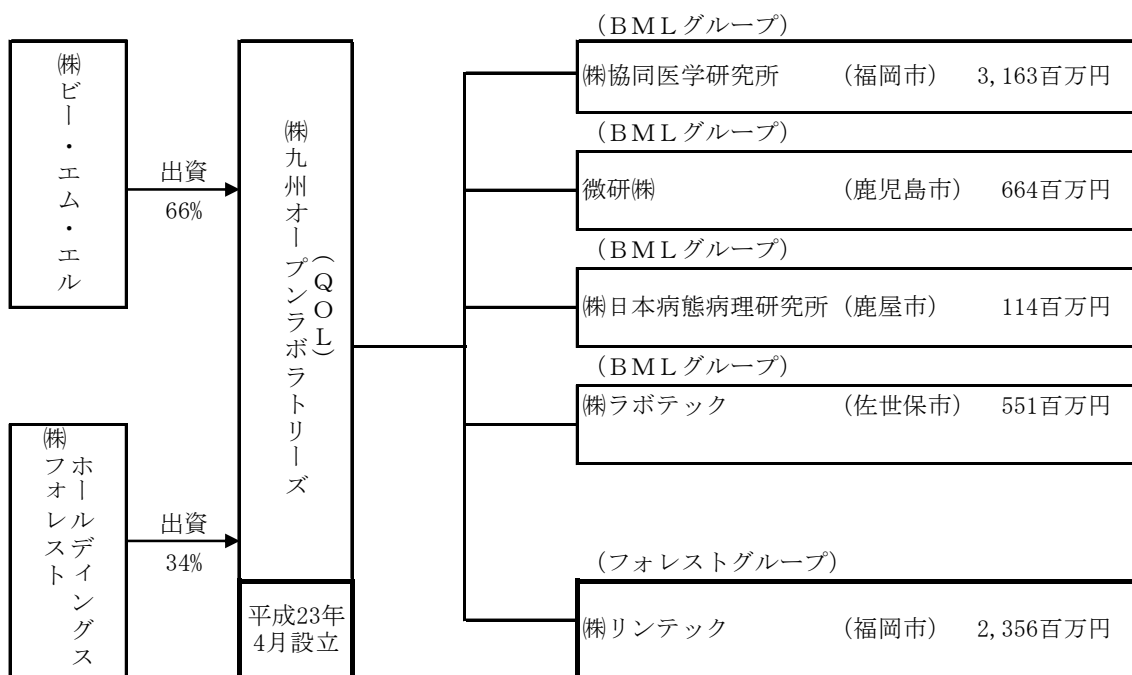 ㈱ビー・エム・エル
出資
66%
㈱フォレスト
ホールディングス
出資
34%
㈱九州オープンラボラトリーズ
(QOL)
平成23年
4月設立
(BMLグループ)
㈱協同医学研究所 (福岡市) 3,163百万円
(BMLグループ)
微研㈱ (鹿児島市) 664百万円
(BMLグループ)
㈱日本病態病理研究所 (鹿屋市) 114百万円
(BMLグループ)
㈱ラボテック (佐世保市) 551百万円
(フォレストグループ)
㈱リンテック (福岡市) 2,356百万円